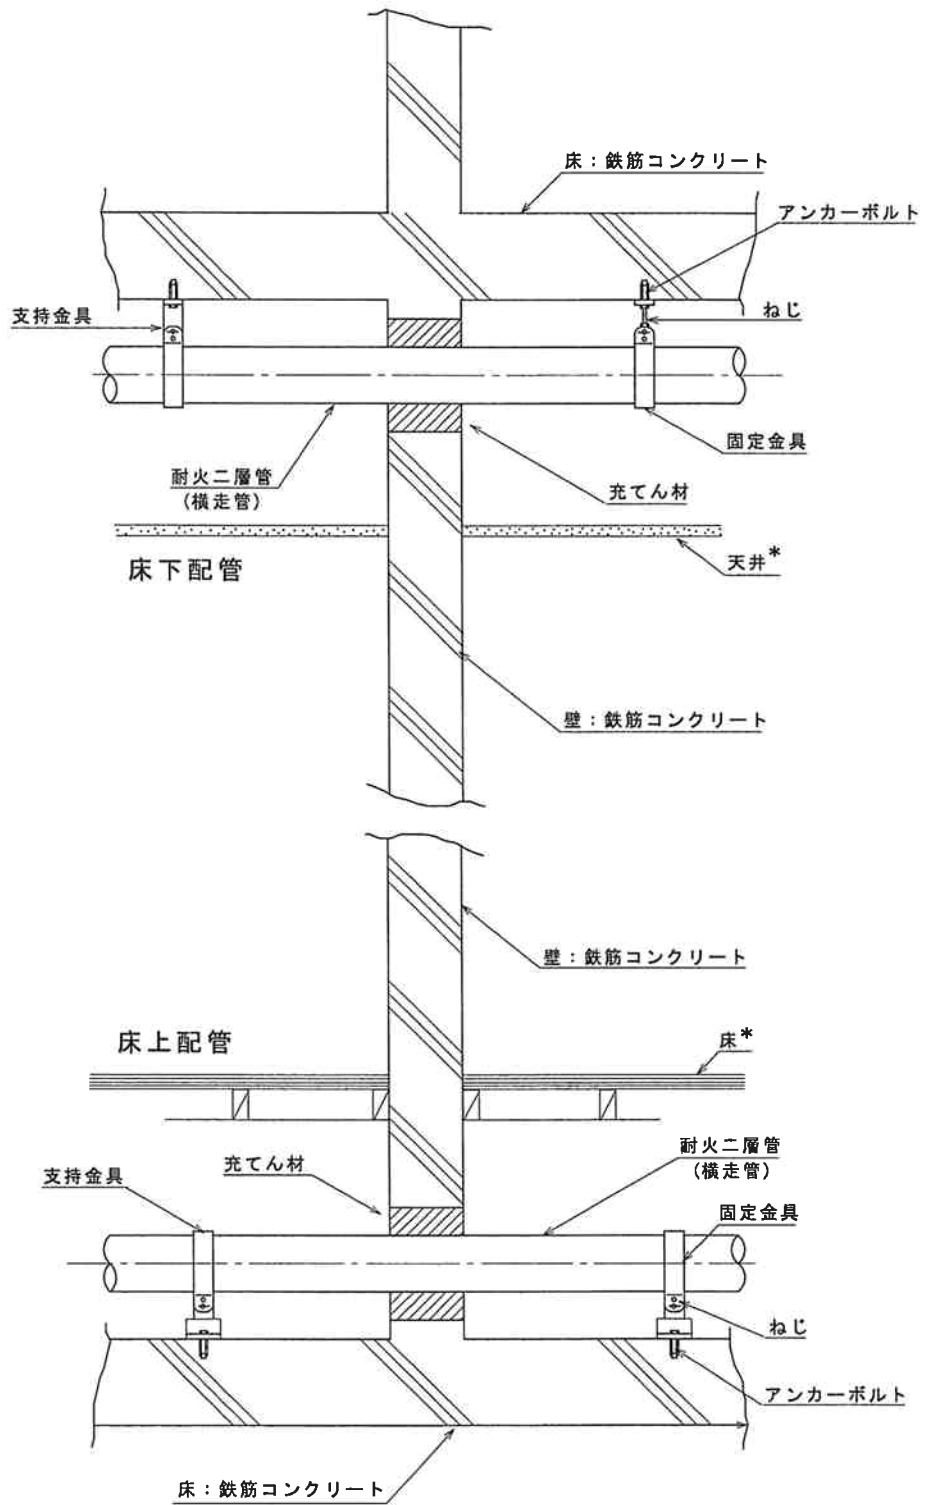 床：鉄筋コンクリート
アンカーボルト
支持金具
ねじ
固定金具
耐火二層管
(横走管)
充てん材
床下配管
天井*
壁：鉄筋コンクリート
壁：鉄筋コンクリート
床上配管
床*
耐火二層管
(横走管)
充てん材
支持金具
固定金具
ねじ
アンカーボルト
床：鉄筋コンクリート